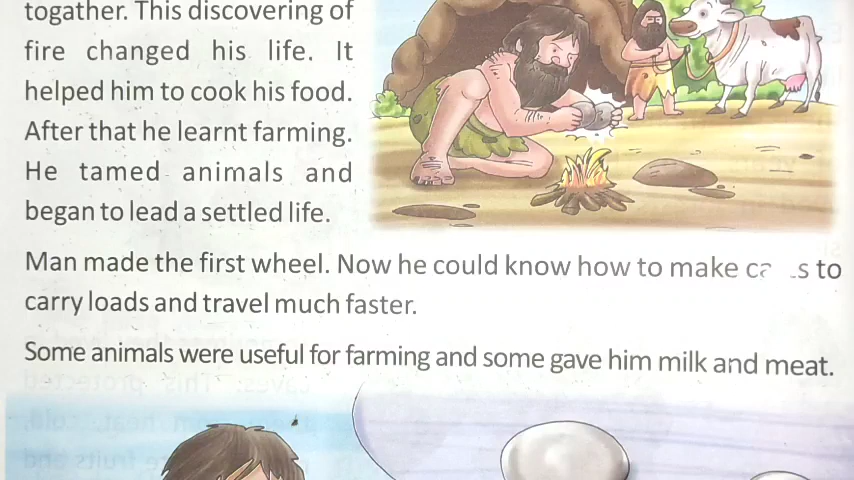 togather. This discovering of
fire changed his life. It
helped him to cook his food.
After that he learnt farming.
He tamed animals and
began to lead a settled life.
Man made the first wheel. Now he could know how to make to
carry loads and travel much faster.
Some animals were useful for farming and some gave him milk and meat.